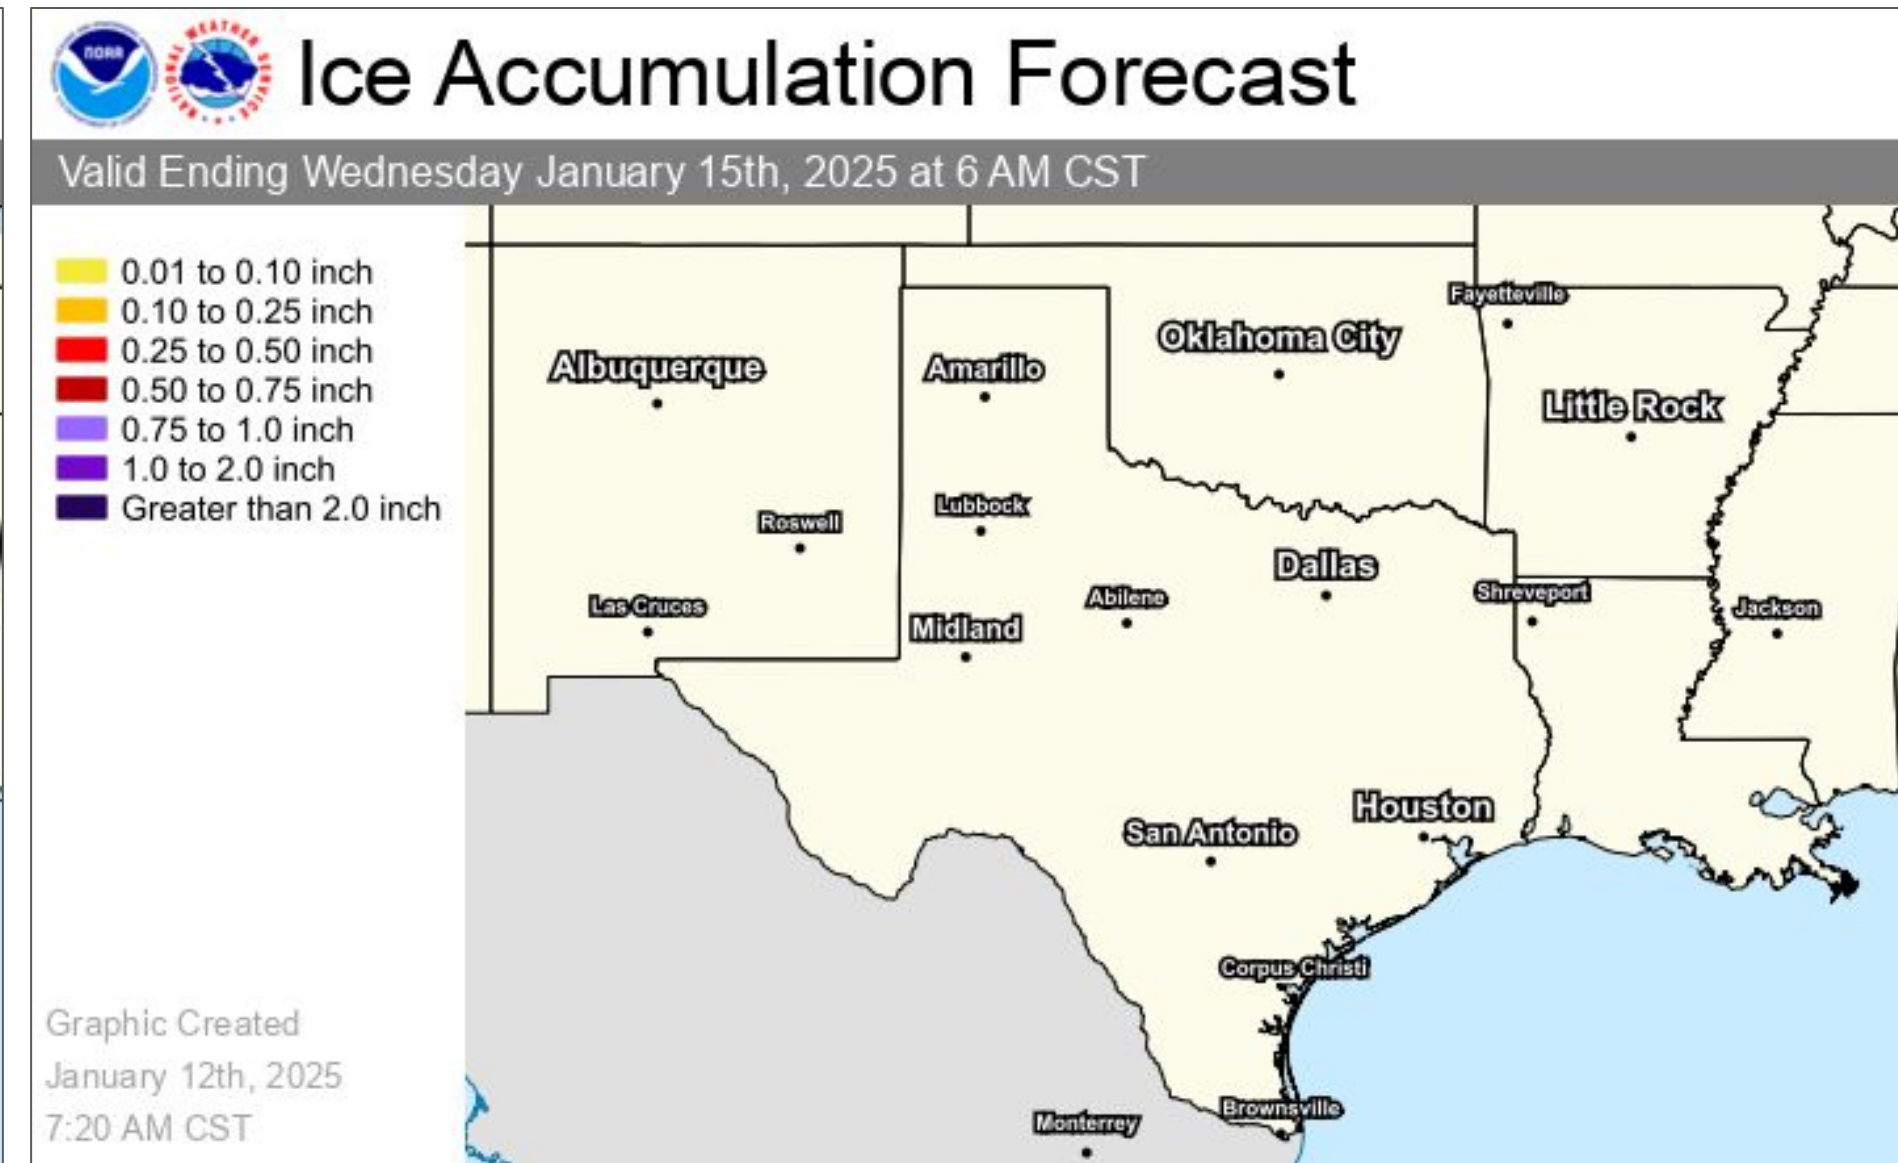 NOAA
NATIONAL WEATHER SERVICE
Ice Accumulation Forecast
Valid Ending Wednesday January 15th, 2025 at 6 AM CST
0.01 to 0.10 inch
0.10 to 0.25 inch
0.25 to 0.50 inch
0.50 to 0.75 inch
0.75 to 1.0 inch
1.0 to 2.0 inch
Greater than 2.0 inch
Fayetteville
Oklahoma City
Albuquerque
Amarillo
Little Rock
Lubbock
Roswell
Dallas
Shreveport
Abilene
Las Cruces
Jackson
Midland
Houston
San Antonio
Corpus Christi
Brownsville
Monterrey
Graphic Created
January 12th, 2025
7:20 AM CST